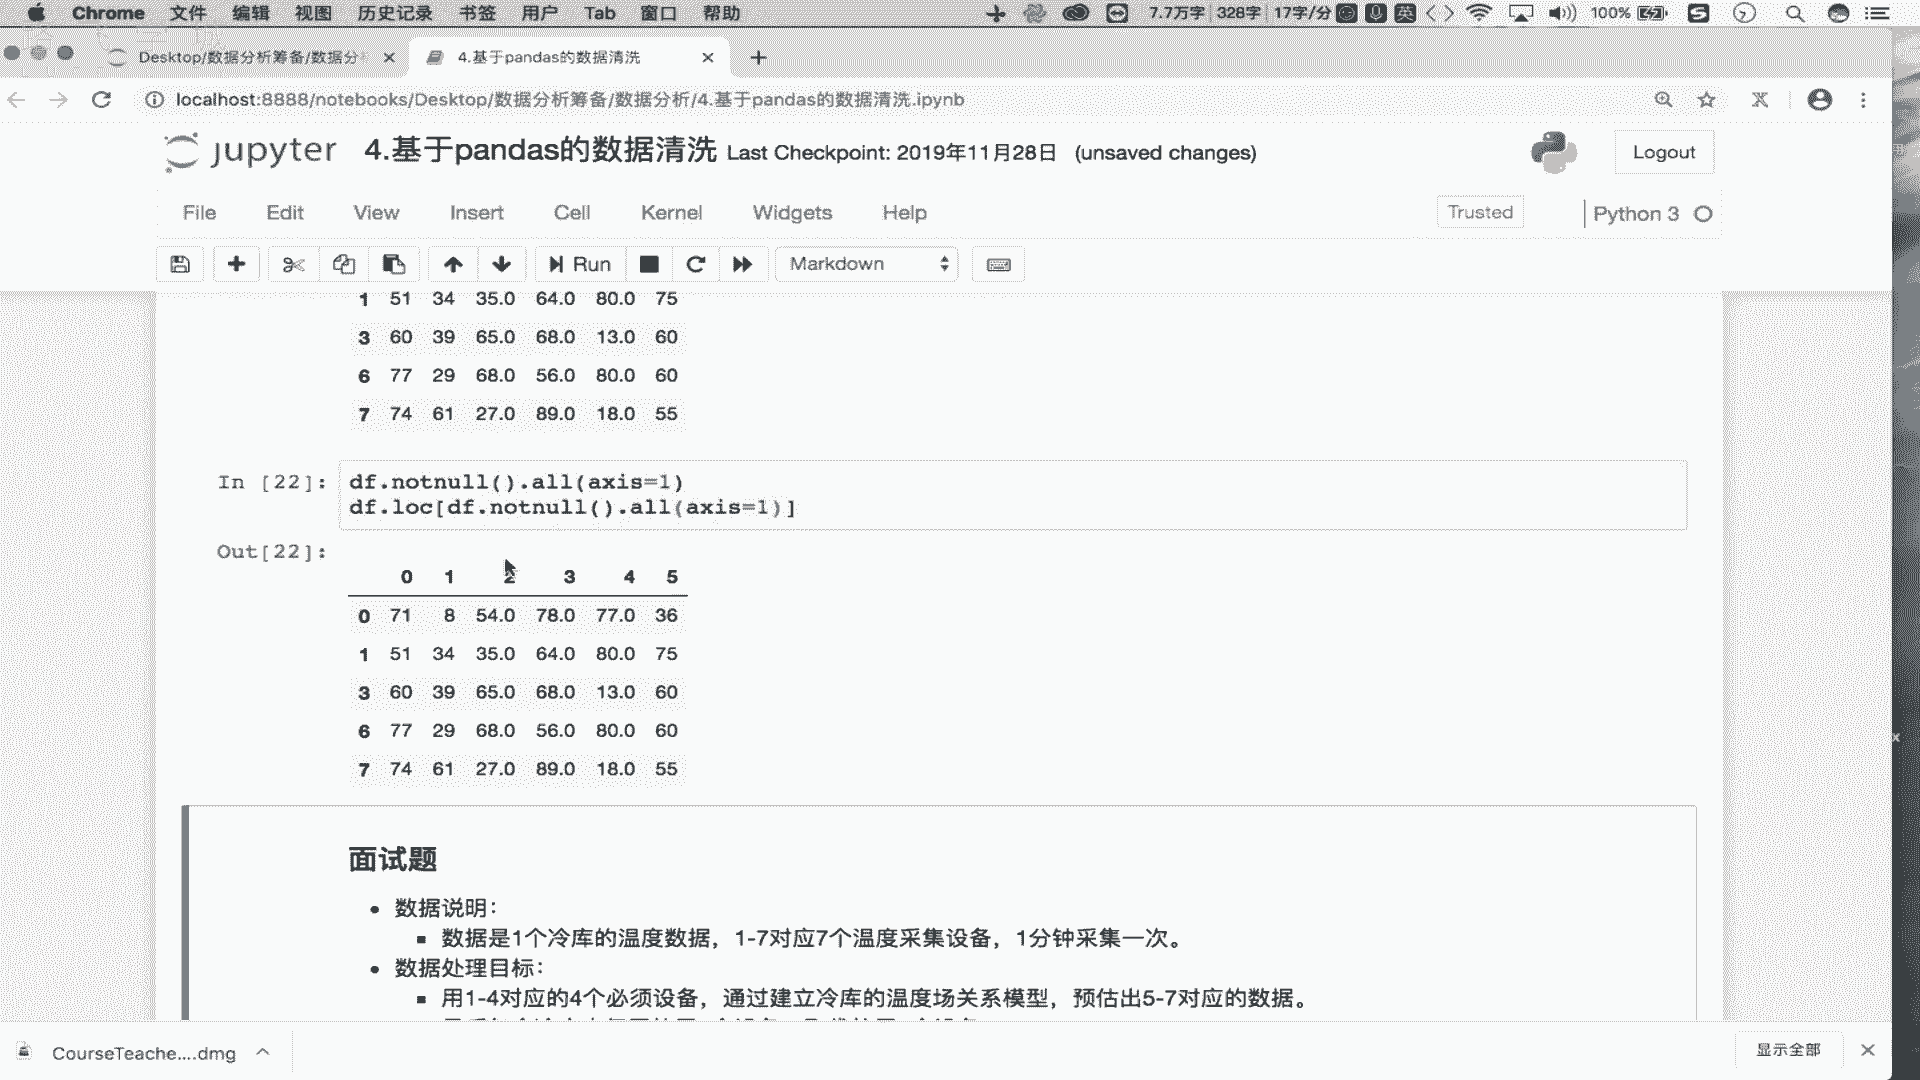 Chrome 文件 编辑 视图 历史记录 书签 用户 Tab 窗口 帮助 7.7万字 328字 17字/分 英 100%
Desktop/数据分析筹备/数据分 4.基于pandas的数据清洗
localhost:8888/notebooks/Desktop/数据分析筹备/数据分析/4.基于pandas的数据清洗.ipynb
jupyter 4.基于pandas的数据清洗 Last Checkpoint: 2019年11月28日 (unsaved changes) Logout
File Edit View Insert Cell Kernel Widgets Help Trusted Python 3
Run Markdown
1 51 34 35.0 64.0 80.0 75
3 60 39 65.0 68.0 13.0 60
6 77 29 68.0 56.0 80.0 60
7 74 61 27.0 89.0 18.0 55
In [22]: df.notnull().all(axis=1)
df.loc[df.notnull().all(axis=1)]
Out[22]:
0 1 2 3 4 5
0 71 8 54.0 78.0 77.0 36
1 51 34 35.0 64.0 80.0 75
3 60 39 65.0 68.0 13.0 60
6 77 29 68.0 56.0 80.0 60
7 74 61 27.0 89.0 18.0 55
面试题
数据说明：
数据是1个冷库的温度数据，1-7对应7个温度采集设备，1分钟采集一次。
数据处理目标：
用1-4对应的4个必须设备，通过建立冷库的温度场关系模型，预估出5-7对应的数据。
CourseTeache....dmg 显示全部